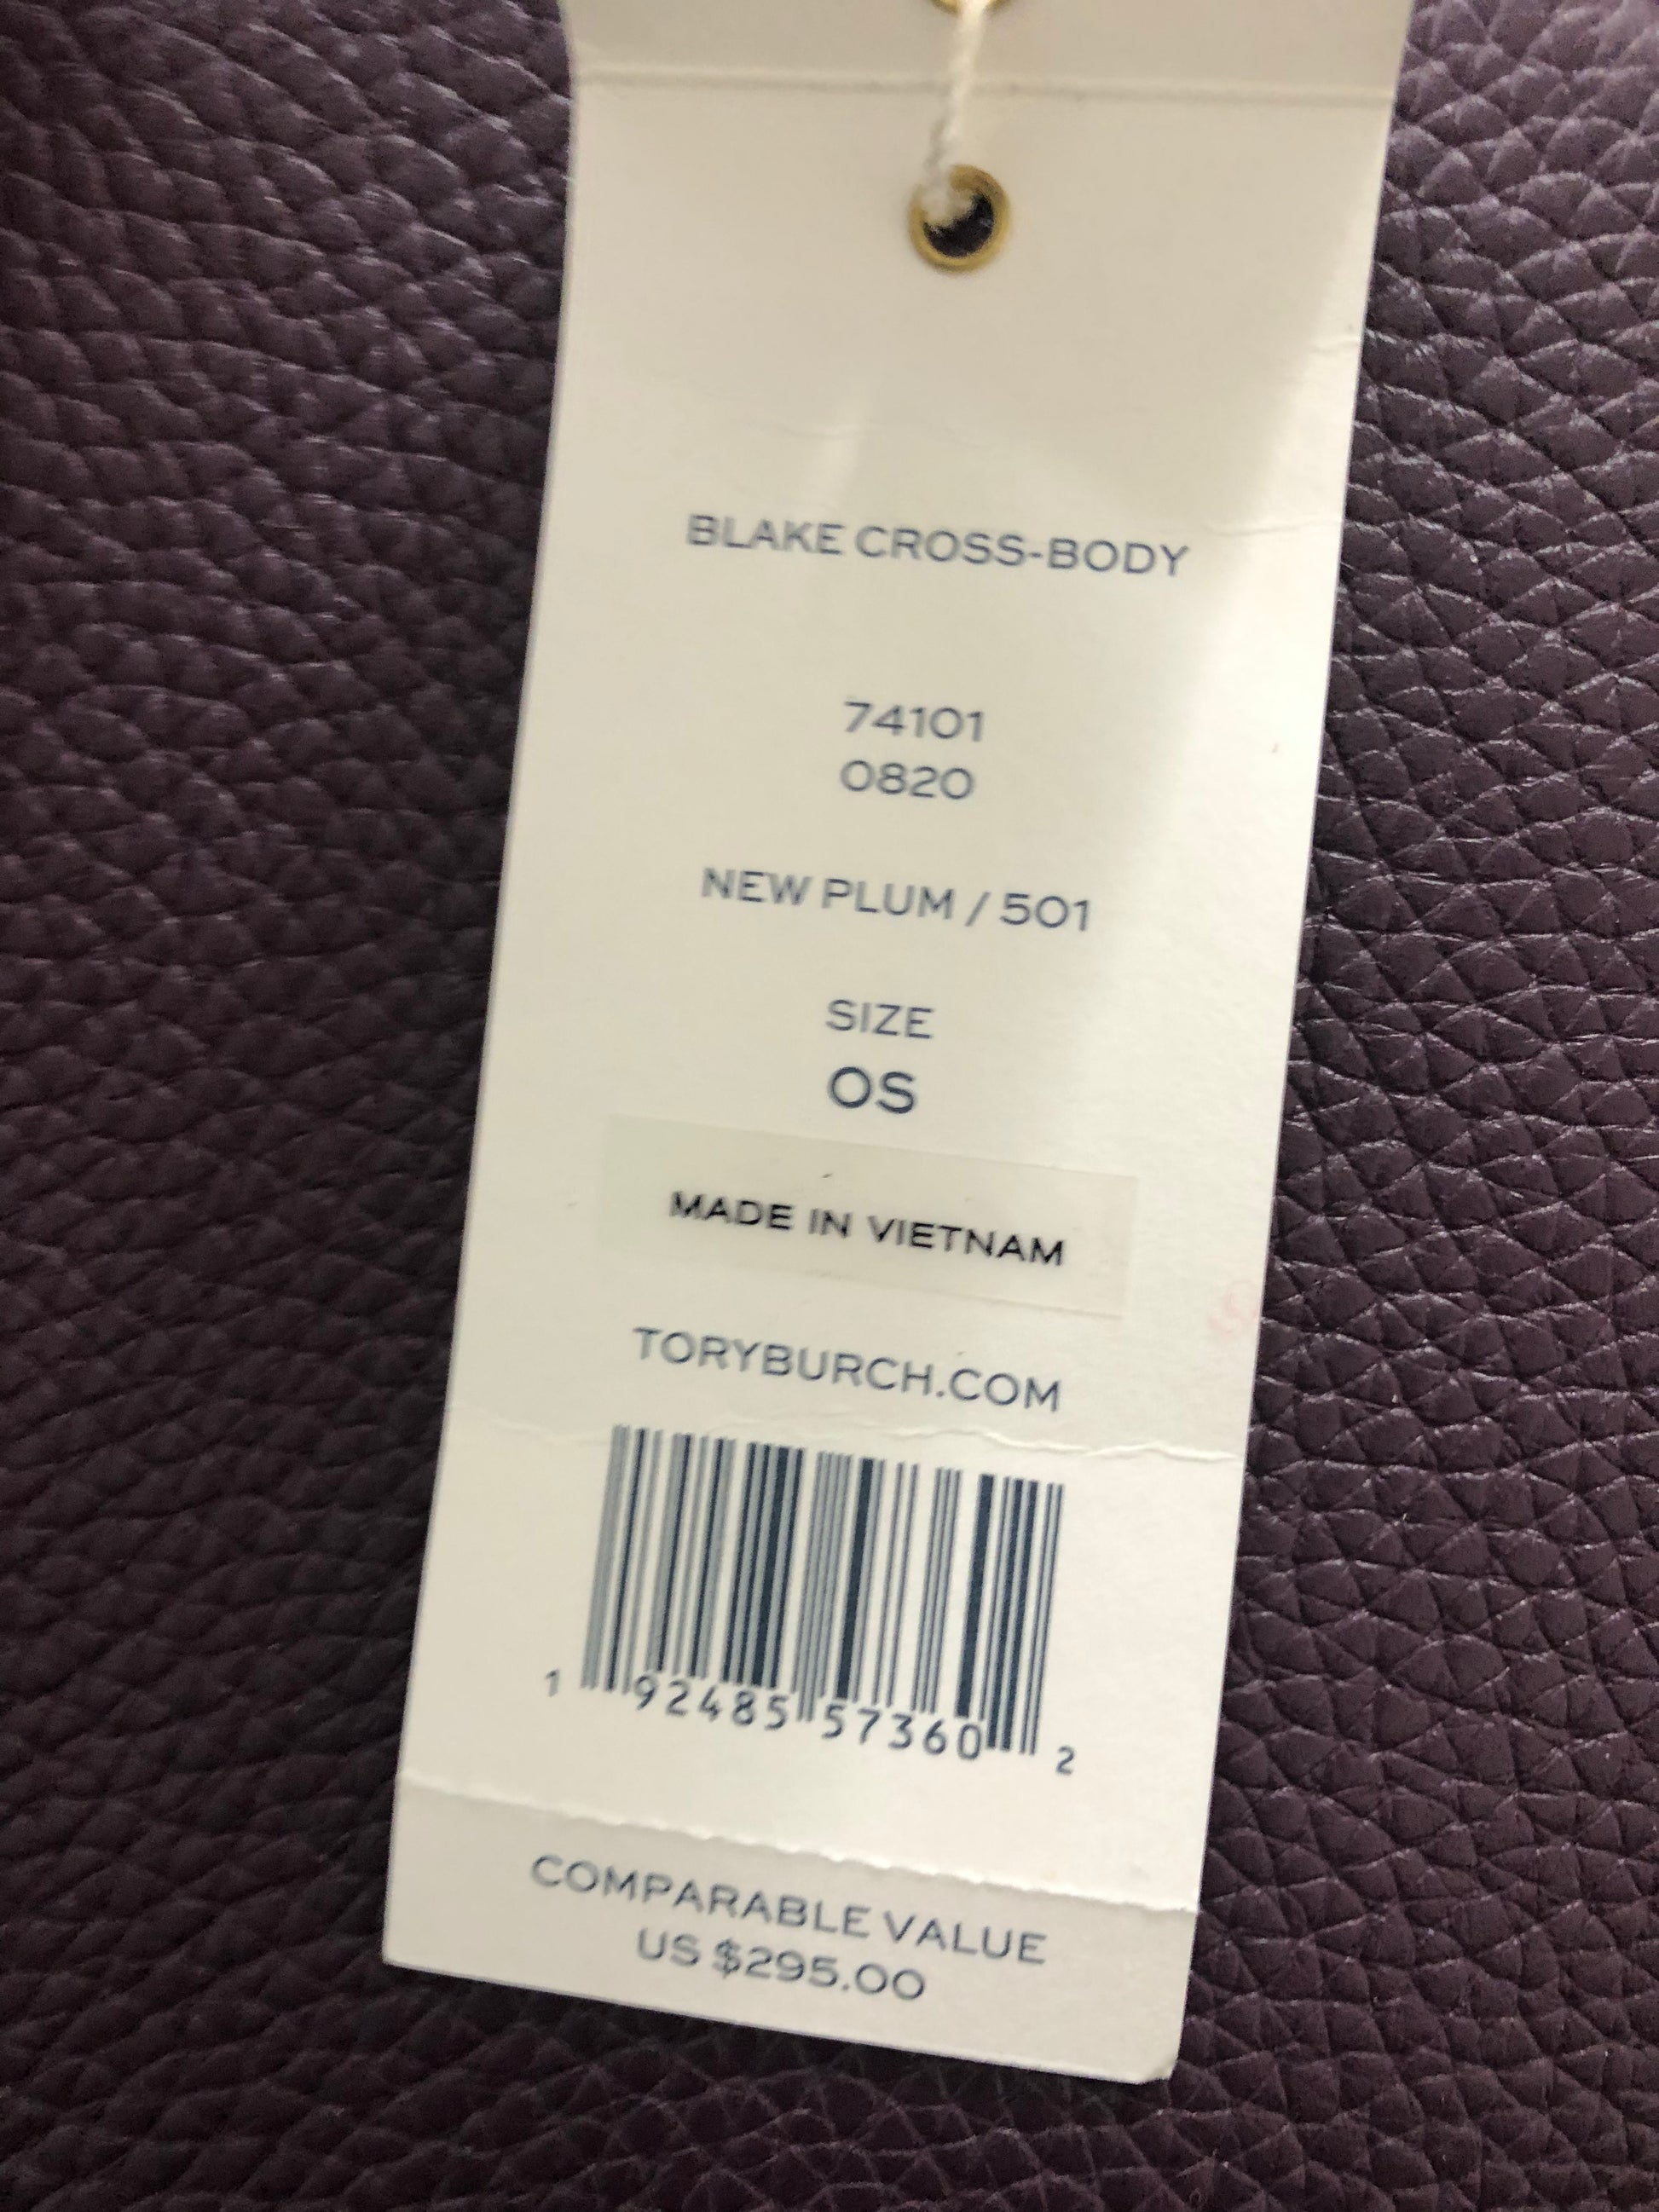 BLAKE CROSS-BODY
74101
0820
NEW PLUM / 501
SIZE
OS
MADE IN VIETNAM
TORYBURCH.COM
1 92485 57360 2
COMPARABLE VALUE
US $295.00